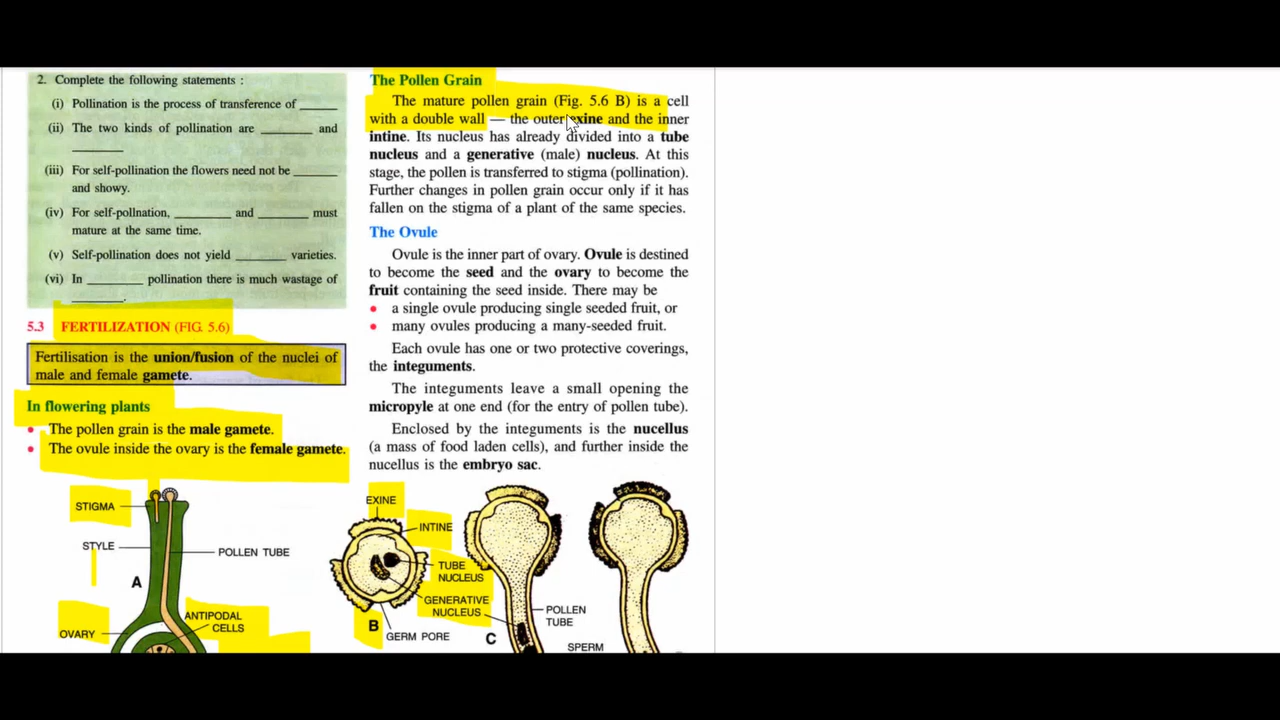 2. Complete the following statements :
(i) Pollination is the process of transference of ______
(ii) The two kinds of pollination are ________ and
________
(iii) For self-pollination the flowers need not be ______
and showy.
(iv) For self-pollnation, ________ and ________ must
mature at the same time.
(v) Self-pollination does not yield ________ varieties.
(vi) In ________ pollination there is much wastage of
________.
5.3 FERTILIZATION (FIG. 5.6)
Fertilisation is the union/fusion of the nuclei of
male and female gamete.
In flowering plants
• The pollen grain is the male gamete.
• The ovule inside the ovary is the female gamete.
STIGMA
STYLE
POLLEN TUBE
A
ANTIPODAL
CELLS
OVARY
The Pollen Grain
The mature pollen grain (Fig. 5.6 B) is a cell
with a double wall — the outer exine and the inner
intine. Its nucleus has already divided into a tube
nucleus and a generative (male) nucleus. At this
stage, the pollen is transferred to stigma (pollination).
Further changes in pollen grain occur only if it has
fallen on the stigma of a plant of the same species.
The Ovule
Ovule is the inner part of ovary. Ovule is destined
to become the seed and the ovary to become the
fruit containing the seed inside. There may be
• a single ovule producing single seeded fruit, or
• many ovules producing a many-seeded fruit.
Each ovule has one or two protective coverings,
the integuments.
The integuments leave a small opening the
micropyle at one end (for the entry of pollen tube).
Enclosed by the integuments is the nucellus
(a mass of food laden cells), and further inside the
nucellus is the embryo sac.
EXINE
INTINE
TUBE
NUCLEUS
GENERATIVE
NUCLEUS
B
GERM PORE
C
POLLEN
TUBE
SPERM